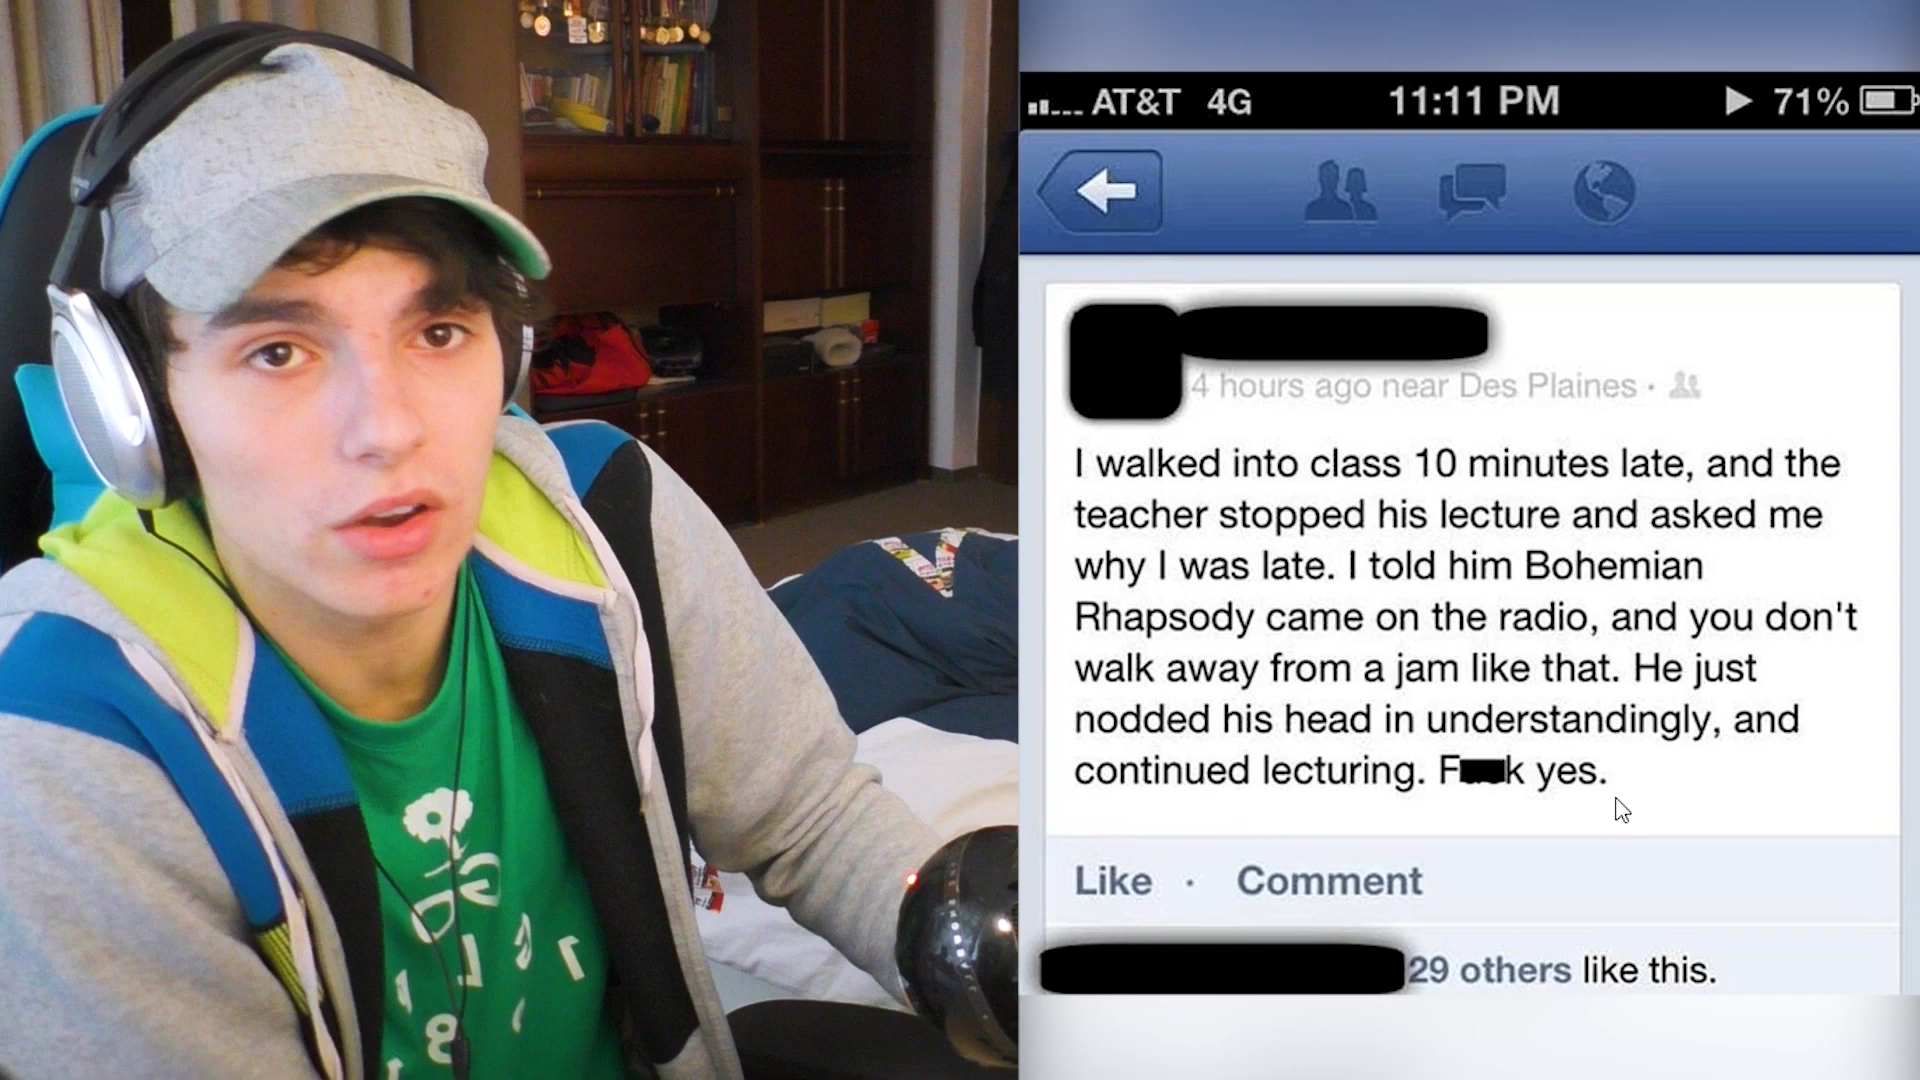 AT&T 4G 11:11 PM 71%
4 hours ago near Des Plaines ·
I walked into class 10 minutes late, and the
teacher stopped his lecture and asked me
why I was late. I told him Bohemian
Rhapsody came on the radio, and you don't
walk away from a jam like that. He just
nodded his head in understandingly, and
continued lecturing. F k yes.
Like · Comment
29 others like this.